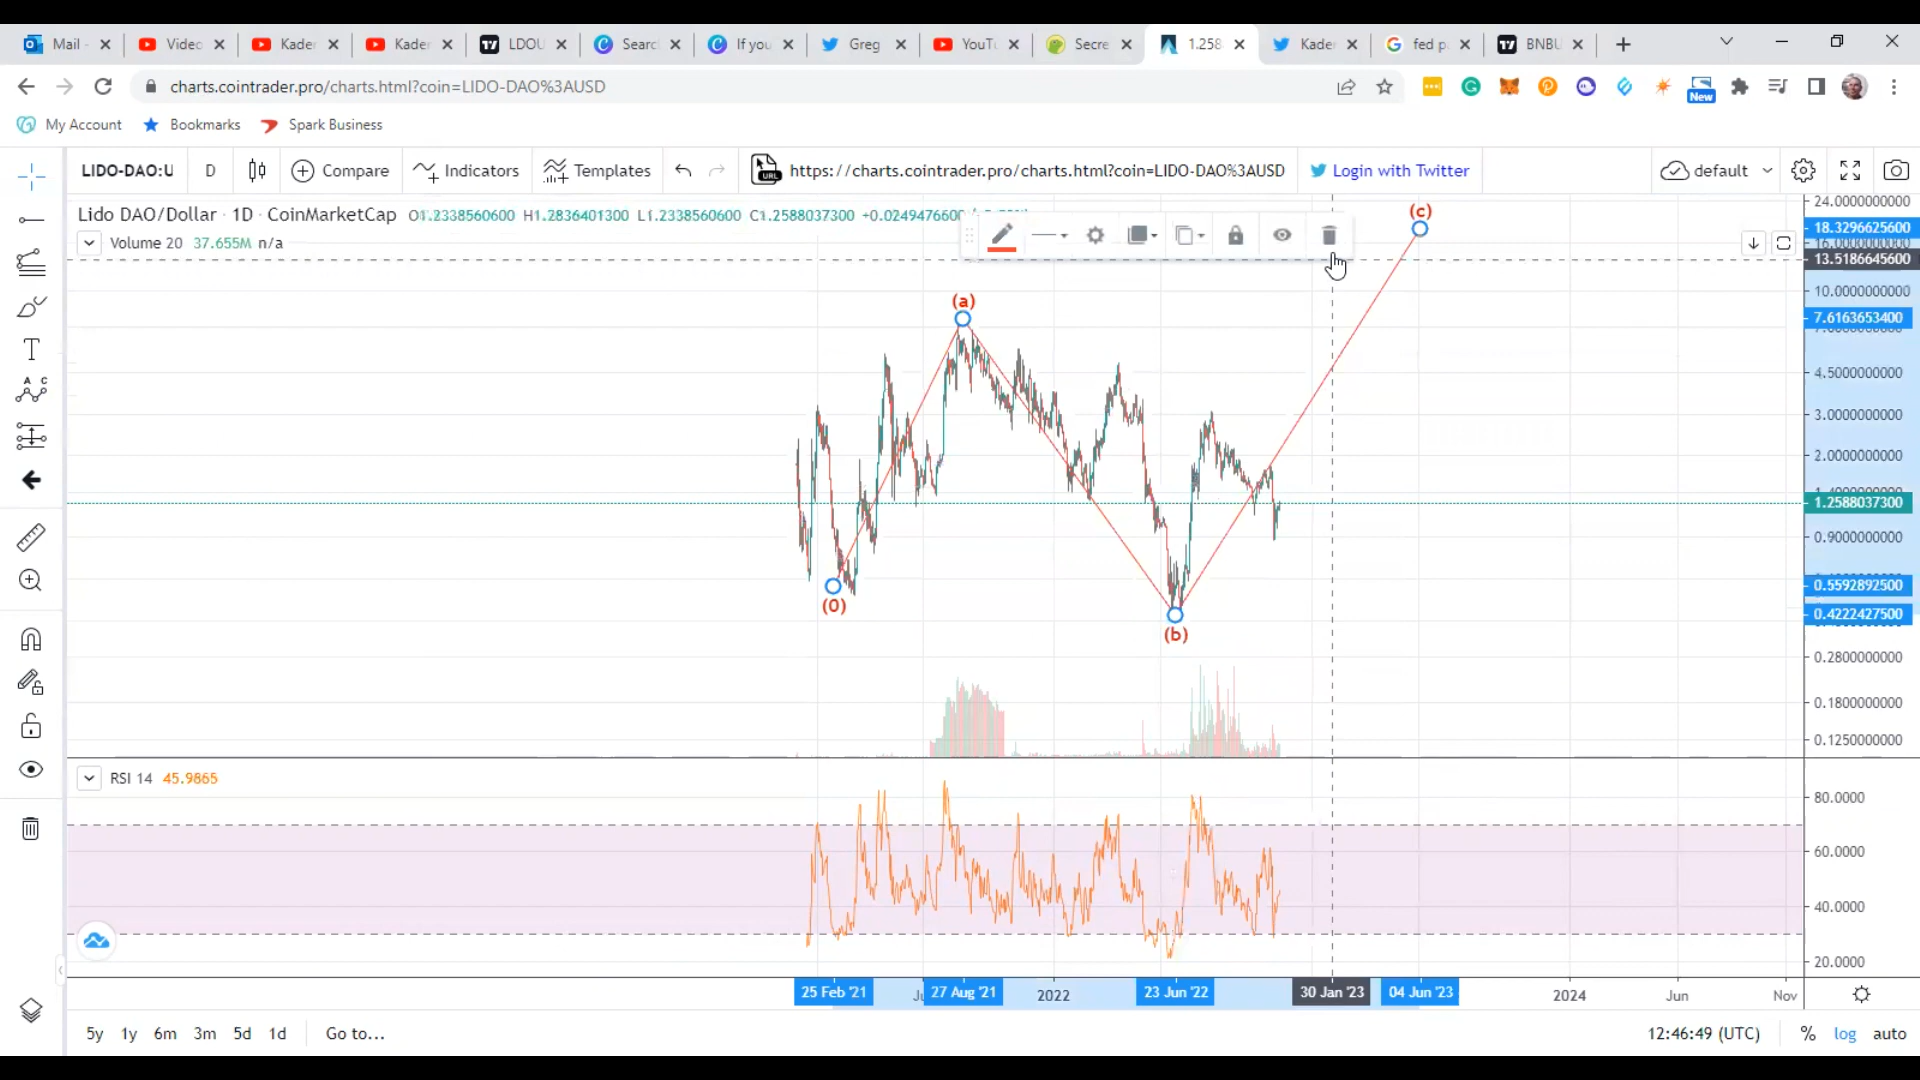 Mail
Video
Kader
Kader
LDOU
Searc
If you
Greg
YouTu
Secre
1.258
Kader
fed p
BNBU
charts.cointrader.pro/charts.html?coin=LIDO-DAO%3AUSD
New
My Account
Bookmarks
Spark Business
LIDO-DAO:U
D
Compare
Indicators
Templates
URL
https://charts.cointrader.pro/charts.html?coin=LIDO-DAO%3AUSD
Login with Twitter
default
Lido DAO/Dollar · 1D · CoinMarketCap O1.2338560600 H1.2836401300 L1.2338560600 C1.2588037300 +0.0249476600
Volume 20 37.655M n/a
(c)
(a)
(0)
(b)
24.0000000000
18.3296625600
13.5186645600
10.0000000000
7.6163653400
4.5000000000
3.0000000000
2.0000000000
1.2588037300
0.9000000000
0.5592892500
0.4222427500
0.2800000000
0.1800000000
0.1250000000
RSI 14 45.9865
80.0000
60.0000
40.0000
20.0000
25 Feb '21 27 Aug '21 2022 23 Jun '22 30 Jan '23 04 Jun '23 2024 Jun Nov
5y 1y 6m 3m 5d 1d Go to... 12:46:49 (UTC) % log auto